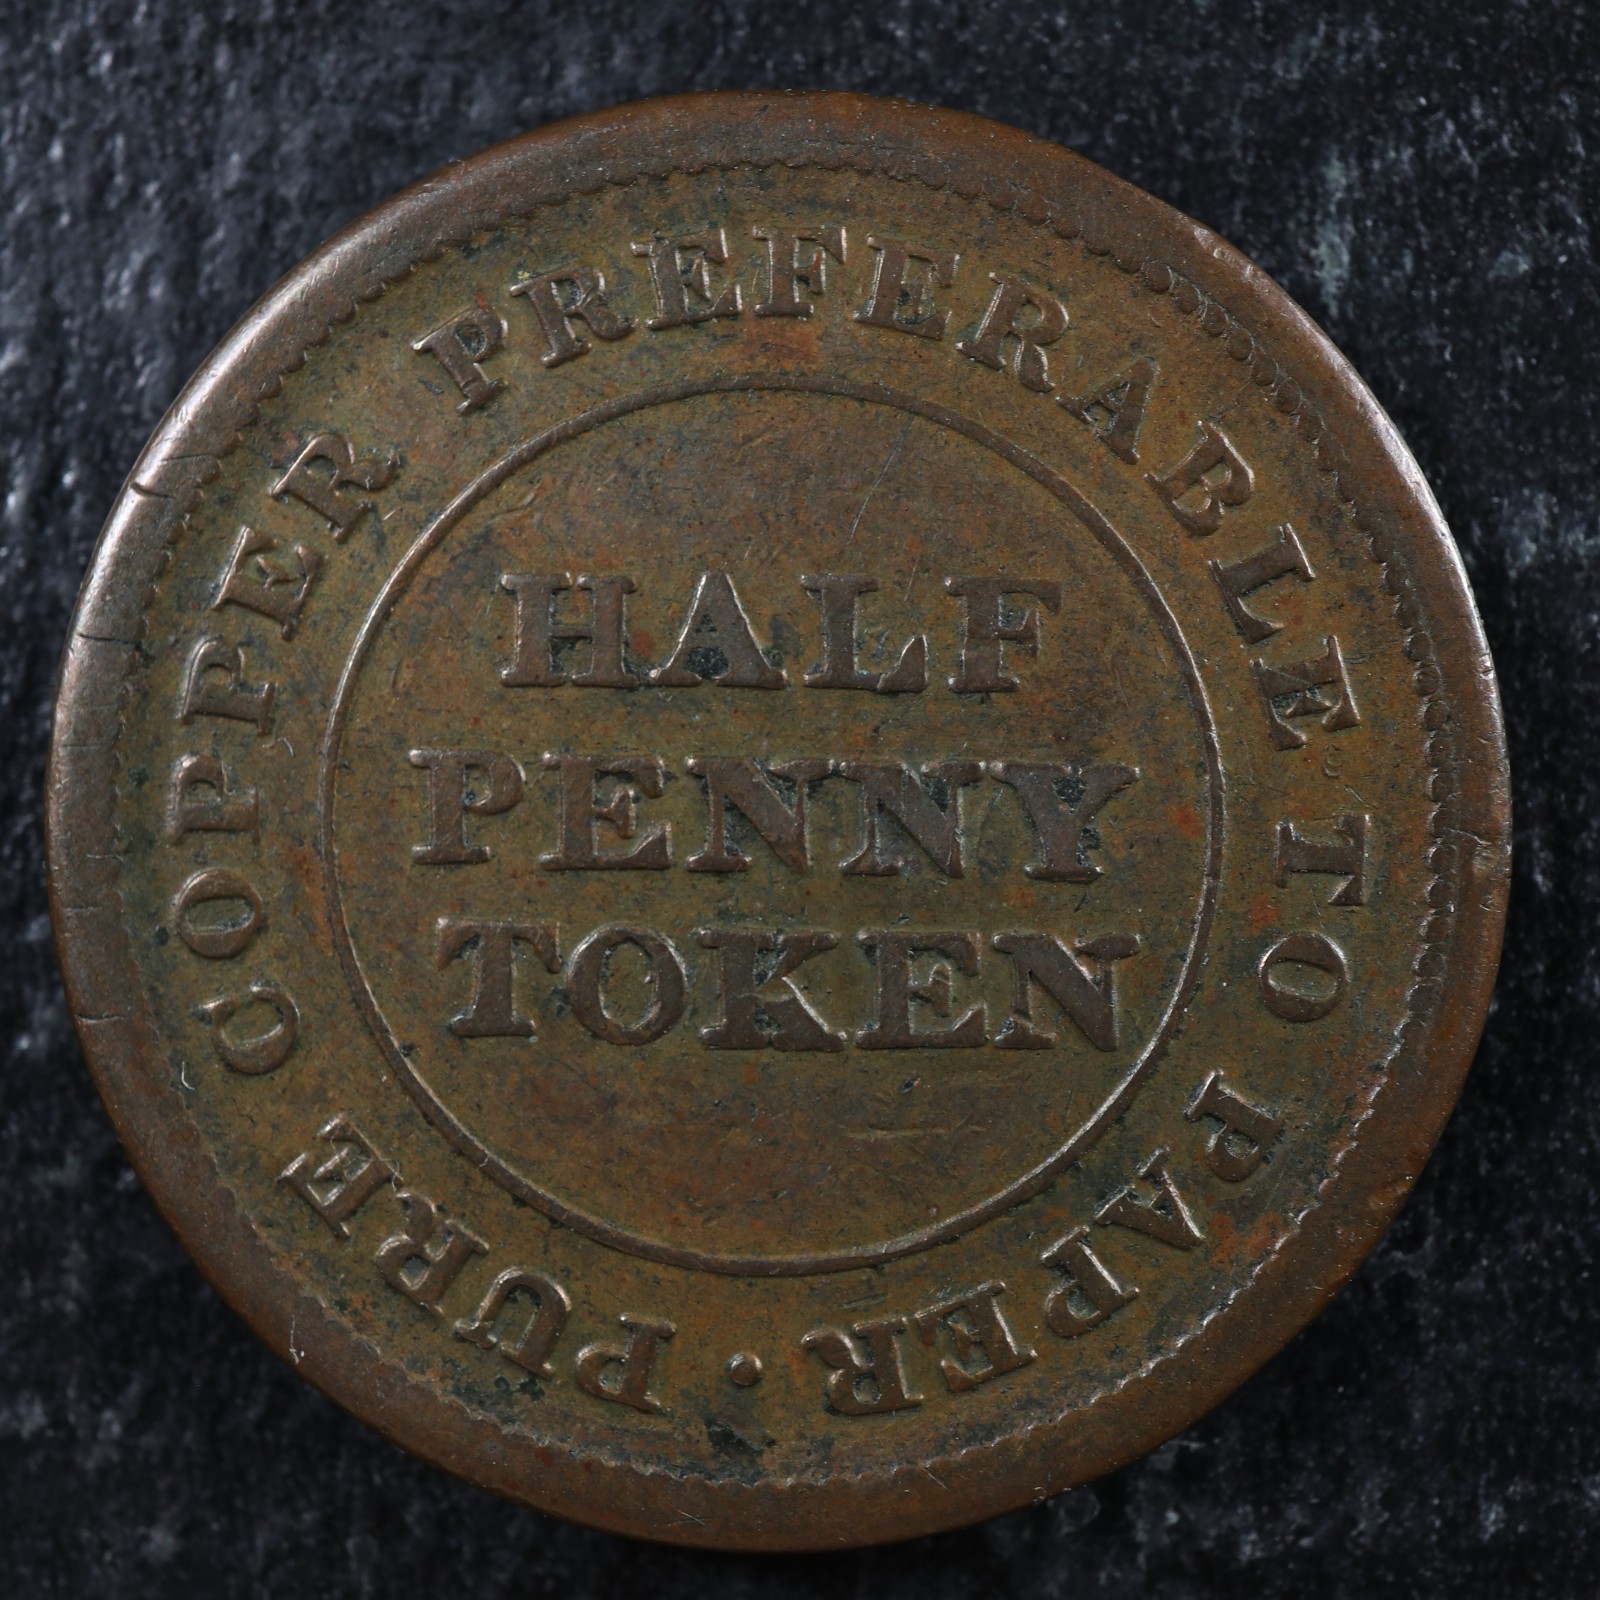 PURE COPPER PREFERABLE TO PAPER ·
HALF
PENNY
TOKEN